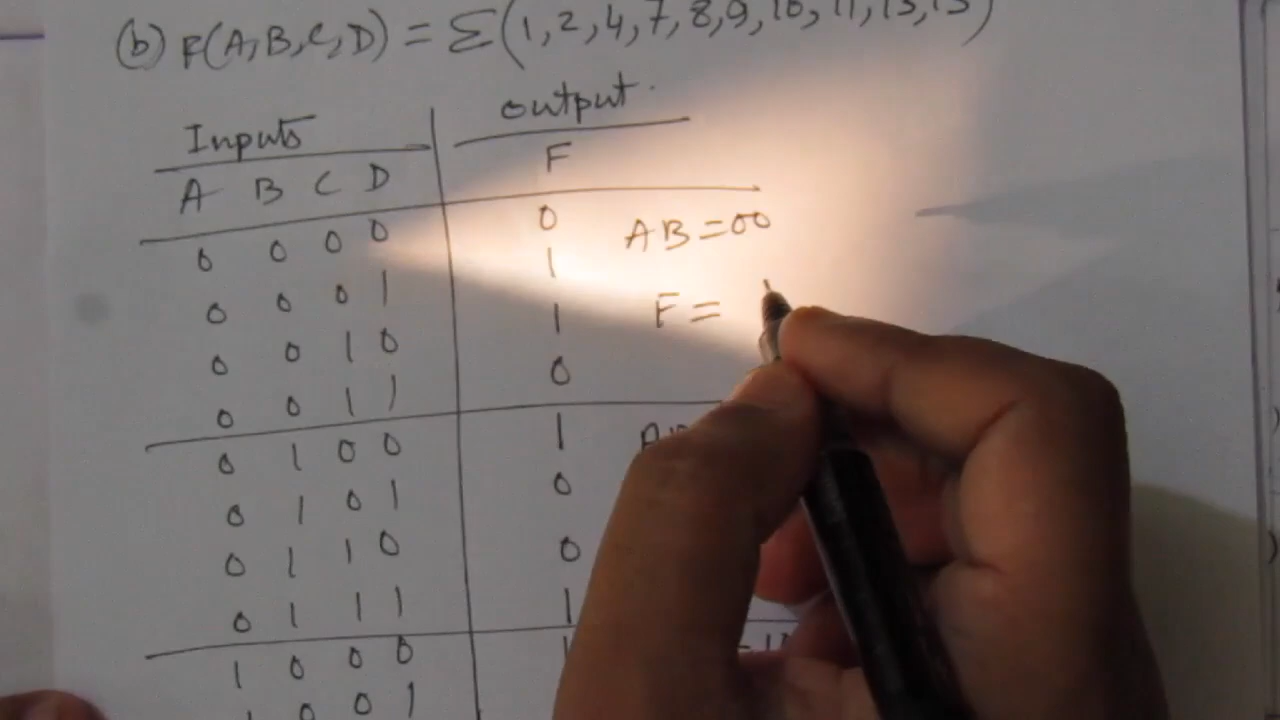 (b) F(A,B,C,D) = Σ(1,2,4,7,8,9,10,11,13,15)
Inputs output.
A B C D F
0 0 0 0 0 AB=00
0 0 0 1 1
0 0 1 0 1 F =
0 0 1 1 0
0 1 0 0 1
0 1 0 1 0
0 1 1 0 0
0 1 1 1 1
1 0 0 0 1
1 0 0 1